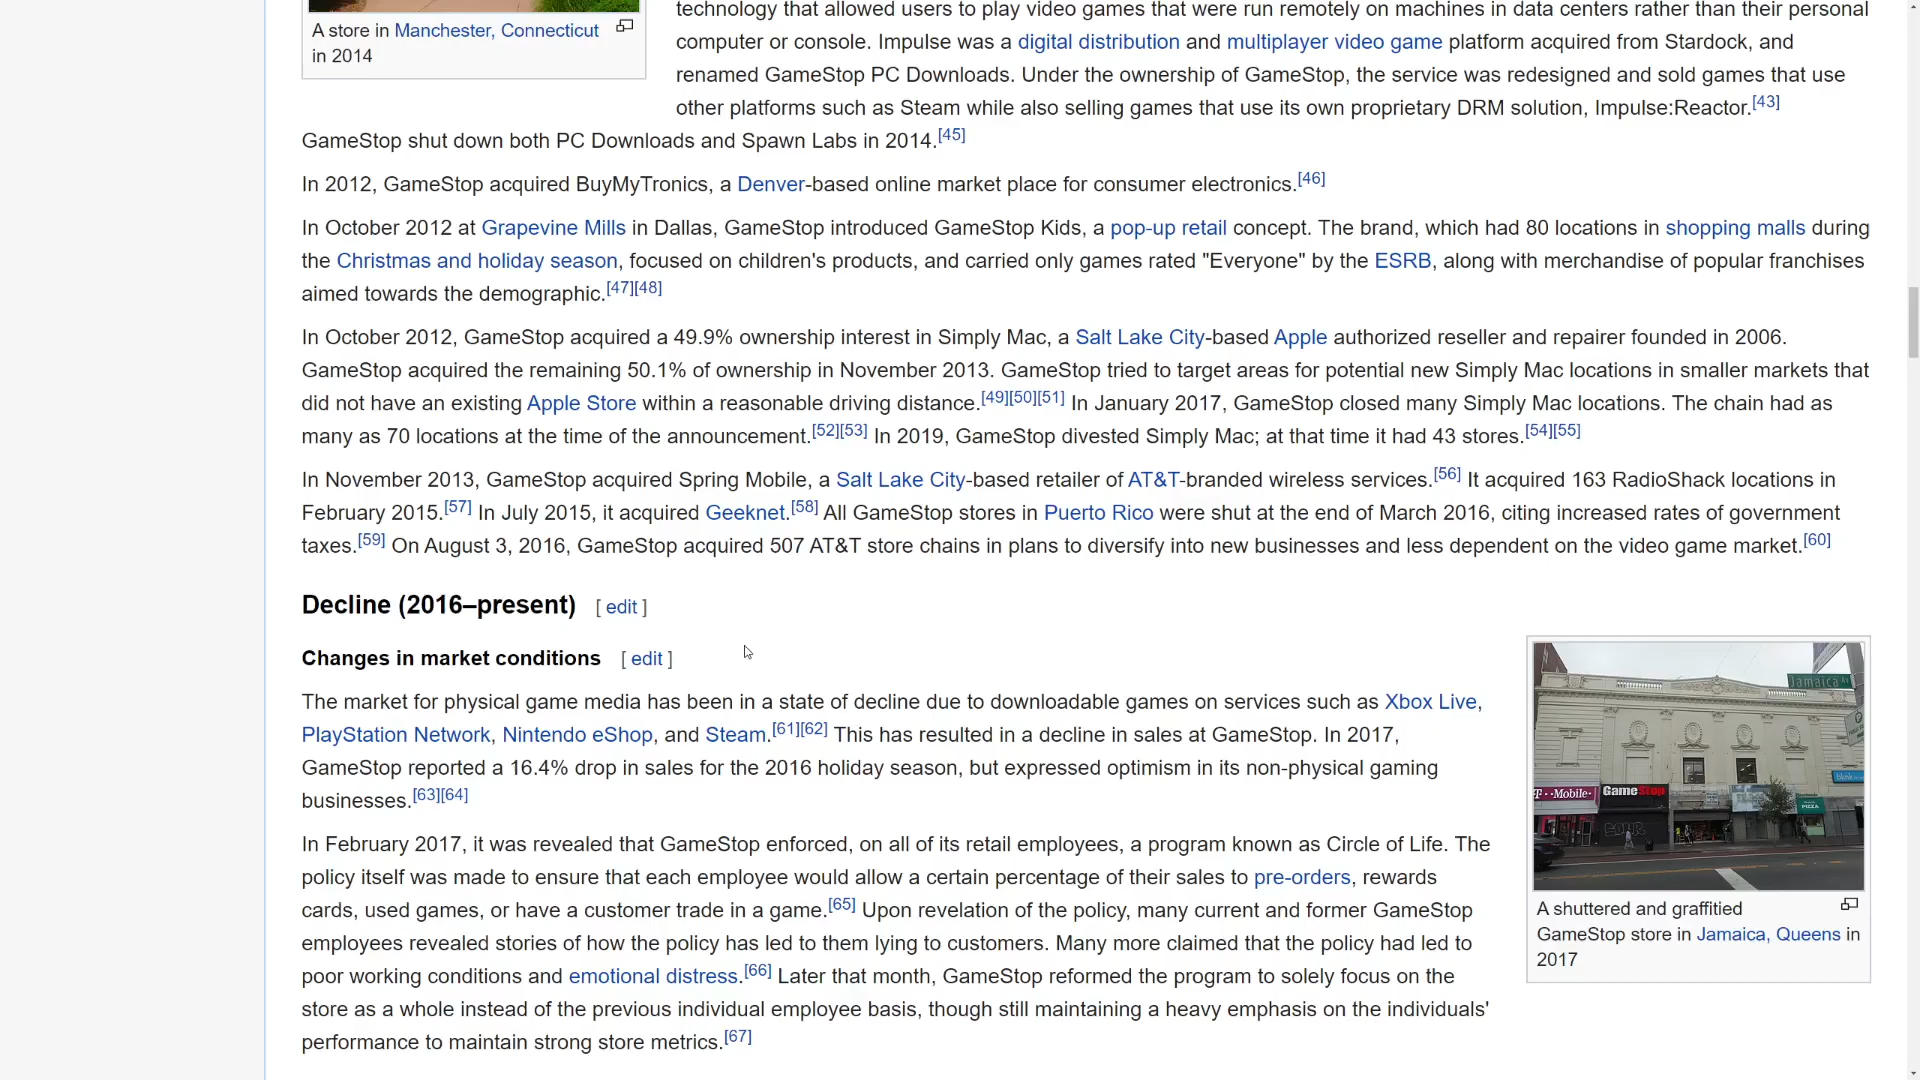 technology that allowed users to play video games that were run remotely on machines in data centers rather than their personal
computer or console. Impulse was a digital distribution and multiplayer video game platform acquired from Stardock, and
renamed GameStop PC Downloads. Under the ownership of GameStop, the service was redesigned and sold games that use
other platforms such as Steam while also selling games that use its own proprietary DRM solution, Impulse:Reactor.[43]
A store in Manchester, Connecticut
in 2014
GameStop shut down both PC Downloads and Spawn Labs in 2014.[45]
In 2012, GameStop acquired BuyMyTronics, a Denver-based online market place for consumer electronics.[46]
In October 2012 at Grapevine Mills in Dallas, GameStop introduced GameStop Kids, a pop-up retail concept. The brand, which had 80 locations in shopping malls during
the Christmas and holiday season, focused on children's products, and carried only games rated "Everyone" by the ESRB, along with merchandise of popular franchises
aimed towards the demographic.[47][48]
In October 2012, GameStop acquired a 49.9% ownership interest in Simply Mac, a Salt Lake City-based Apple authorized reseller and repairer founded in 2006.
GameStop acquired the remaining 50.1% of ownership in November 2013. GameStop tried to target areas for potential new Simply Mac locations in smaller markets that
did not have an existing Apple Store within a reasonable driving distance.[49][50][51] In January 2017, GameStop closed many Simply Mac locations. The chain had as
many as 70 locations at the time of the announcement.[52][53] In 2019, GameStop divested Simply Mac; at that time it had 43 stores.[54][55]
In November 2013, GameStop acquired Spring Mobile, a Salt Lake City-based retailer of AT&T-branded wireless services.[56] It acquired 163 RadioShack locations in
February 2015.[57] In July 2015, it acquired Geeknet.[58] All GameStop stores in Puerto Rico were shut at the end of March 2016, citing increased rates of government
taxes.[59] On August 3, 2016, GameStop acquired 507 AT&T store chains in plans to diversify into new businesses and less dependent on the video game market.[60]
Decline (2016–present) [ edit ]
Changes in market conditions [ edit ]
The market for physical game media has been in a state of decline due to downloadable games on services such as Xbox Live,
PlayStation Network, Nintendo eShop, and Steam.[61][62] This has resulted in a decline in sales at GameStop. In 2017,
GameStop reported a 16.4% drop in sales for the 2016 holiday season, but expressed optimism in its non-physical gaming
businesses.[63][64]
In February 2017, it was revealed that GameStop enforced, on all of its retail employees, a program known as Circle of Life. The
policy itself was made to ensure that each employee would allow a certain percentage of their sales to pre-orders, rewards
cards, used games, or have a customer trade in a game.[65] Upon revelation of the policy, many current and former GameStop
employees revealed stories of how the policy has led to them lying to customers. Many more claimed that the policy had led to
poor working conditions and emotional distress.[66] Later that month, GameStop reformed the program to solely focus on the
store as a whole instead of the previous individual employee basis, though still maintaining a heavy emphasis on the individuals'
performance to maintain strong store metrics.[67]
Jamaica Av
T-Mobile
GameStop
PIZZA
A shuttered and graffitied
GameStop store in Jamaica, Queens in
2017